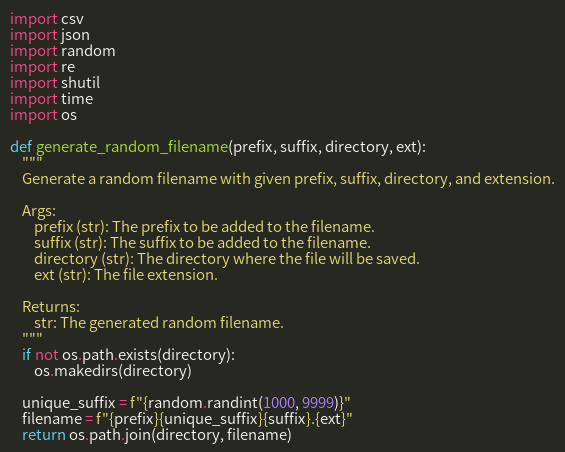 import csv
import json
import random
import re
import shutil
import time
import os
def generate_random_filename(prefix, suffix, directory, ext):
"""
Generate a random filename with given prefix, suffix, directory, and extension.
Args:
prefix (str): The prefix to be added to the filename.
suffix (str): The suffix to be added to the filename.
directory (str): The directory where the file will be saved.
ext (str): The file extension.
Returns:
str: The generated random filename.
"""
if not os.path.exists(directory):
os.makedirs(directory)
unique_suffix = f"{random.randint(1000, 9999)}"
filename = f"{prefix}{unique_suffix}{suffix}.{ext}"
return os.path.join(directory, filename)